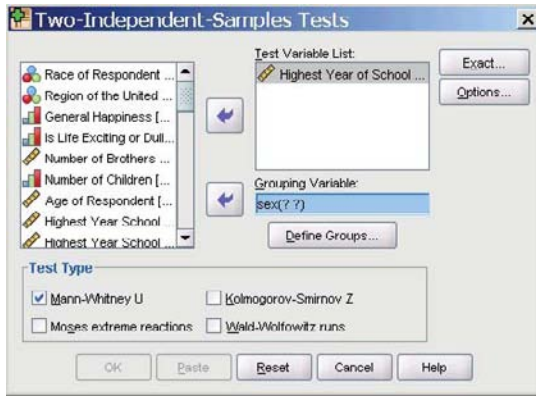 Two-Independent-Samples Tests
Race of Respondent ...
Region of the United ...
General Happiness [...
Is Life Exciting or Dull...
Number of Brothers ...
Number of Children [...
Age of Respondent [...
Highest Year School ...
Highest Year School ...
Test Variable List:
Highest Year of School ...
Grouping Variable:
sex(? ?)
Define Groups...
Exact...
Options...
Test Type
Mann-Whitney U
Kolmogorov-Smirnov Z
Moses extreme reactions
Wald-Wolfowitz runs
OK
Paste
Reset
Cancel
Help